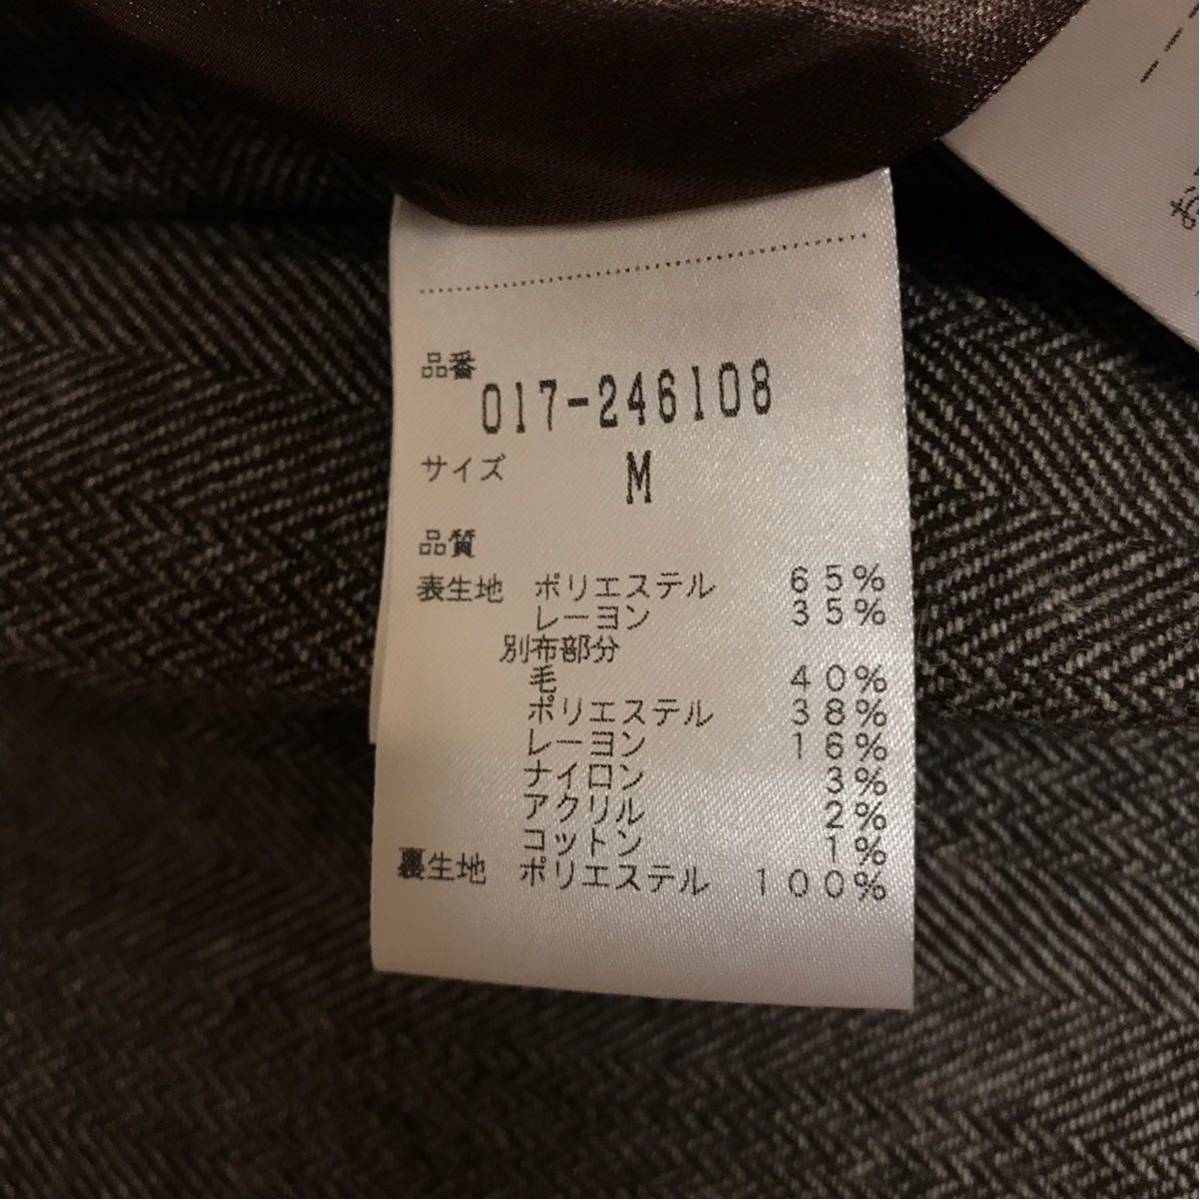 品番
017-246108
サイズ M
品質
表生地 ポリエステル 65%
レーヨン 35%
別布部分
毛 40%
ポリエステル 38%
レーヨン 16%
ナイロン 3%
アクリル 2%
コットン 1%
裏生地 ポリエステル 100%
お